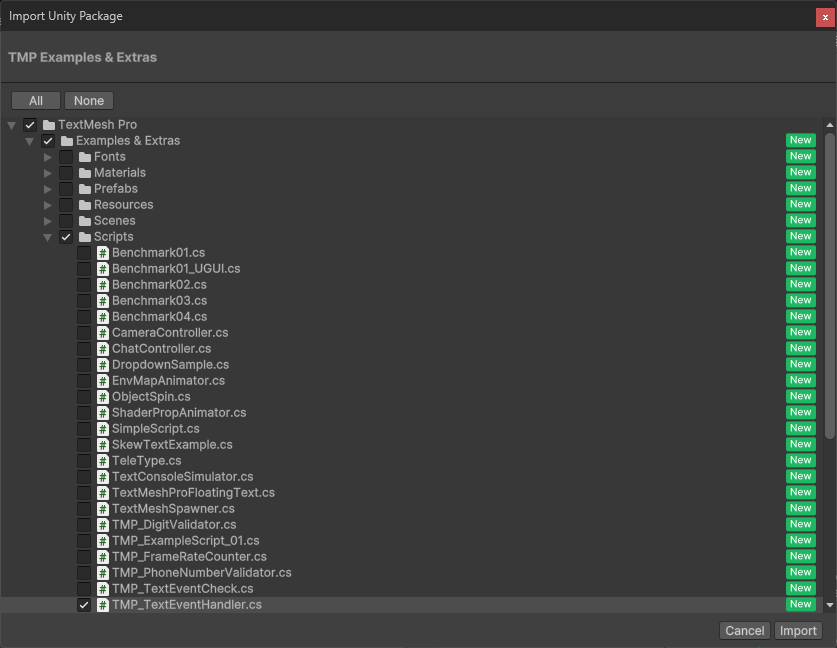 Import Unity Package
x
TMP Examples & Extras
All None
TextMesh Pro
Examples & Extras New
Fonts New
Materials New
Prefabs New
Resources New
Scenes New
Scripts New
# Benchmark01.cs New
# Benchmark01_UGUI.cs New
# Benchmark02.cs New
# Benchmark03.cs New
# Benchmark04.cs New
# CameraController.cs New
# ChatController.cs New
# DropdownSample.cs New
# EnvMapAnimator.cs New
# ObjectSpin.cs New
# ShaderPropAnimator.cs New
# SimpleScript.cs New
# SkewTextExample.cs New
# TeleType.cs New
# TextConsoleSimulator.cs New
# TextMeshProFloatingText.cs New
# TextMeshSpawner.cs New
# TMP_DigitValidator.cs New
# TMP_ExampleScript_01.cs New
# TMP_FrameRateCounter.cs New
# TMP_PhoneNumberValidator.cs New
# TMP_TextEventCheck.cs New
# TMP_TextEventHandler.cs New
Cancel Import